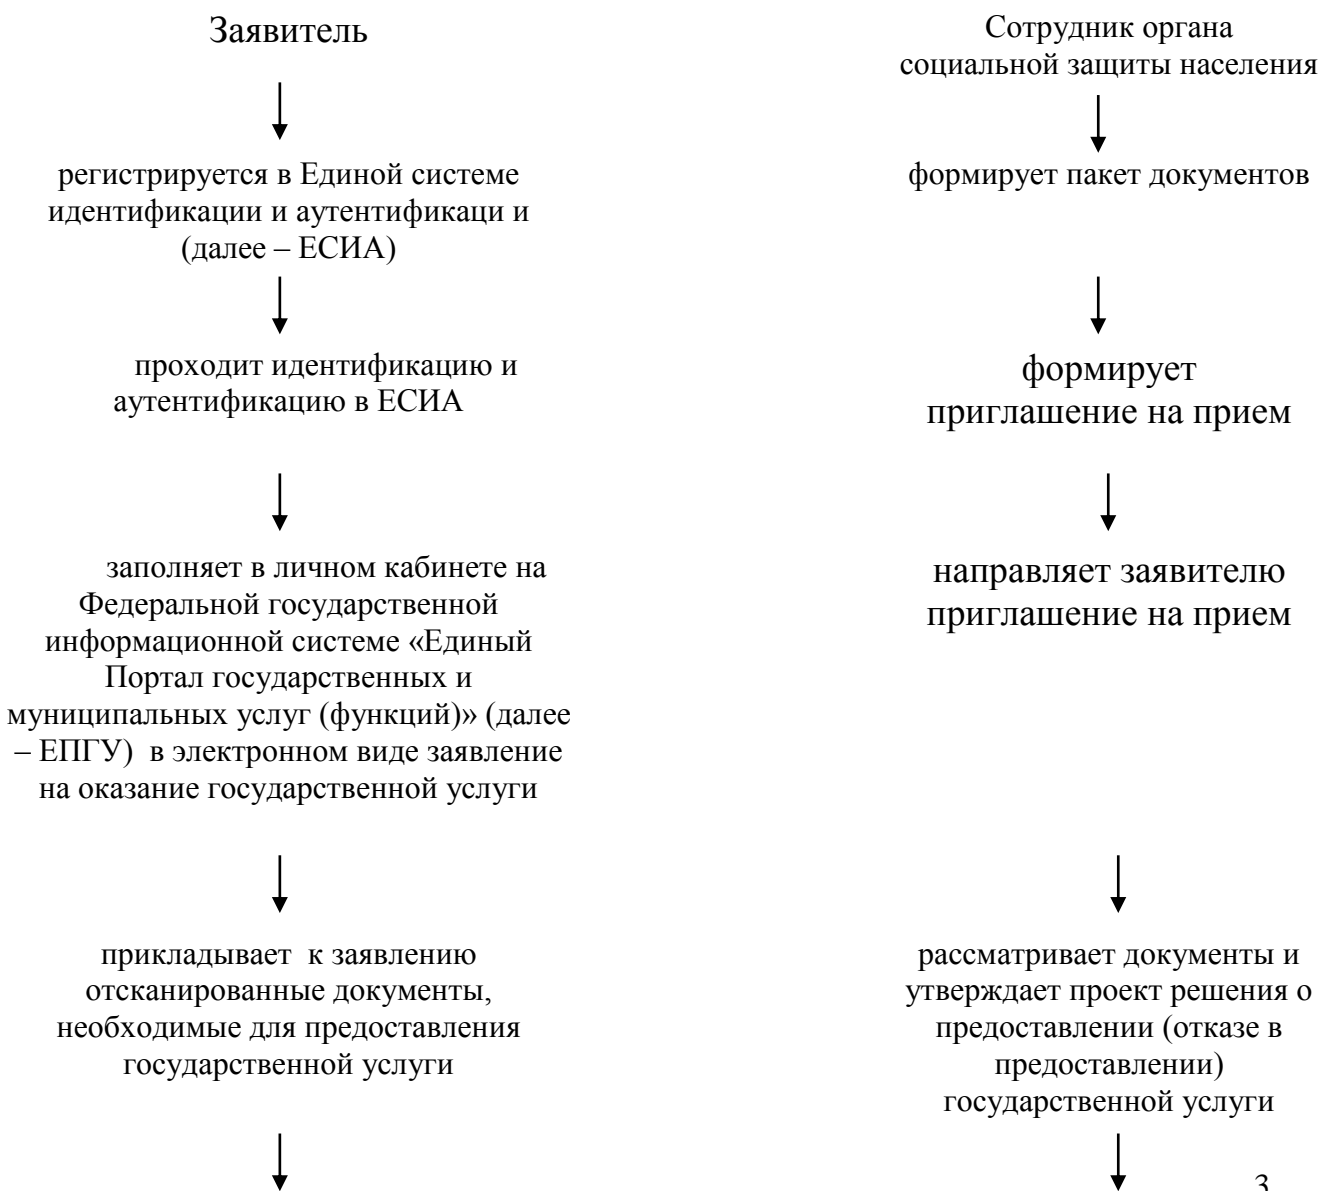 Заявитель
регистрируется в Единой системе
идентификации и аутентификаци и
(далее – ЕСИА)
проходит идентификацию и
аутентификацию в ЕСИА
заполняет в личном кабинете на
Федеральной государственной
информационной системе «Единый
Портал государственных и
муниципальных услуг (функций)» (далее
– ЕПГУ) в электронном виде заявление
на оказание государственной услуги
прикладывает к заявлению
отсканированные документы,
необходимые для предоставления
государственной услуги
Сотрудник органа
социальной защиты населения
формирует пакет документов
формирует
приглашение на прием
направляет заявителю
приглашение на прием
рассматривает документы и
утверждает проект решения о
предоставлении (отказе в
предоставлении)
государственной услуги
3